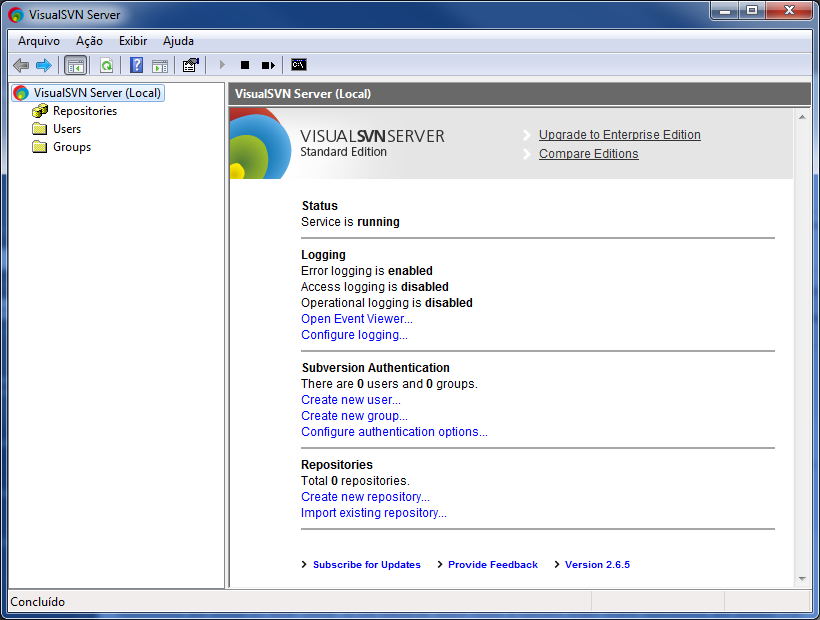 VisualSVN Server
Arquivo Ação Exibir Ajuda
C:\
VisualSVN Server (Local)
Repositories
Users
Groups
VisualSVN Server (Local)
VISUALSVNSERVER
Standard Edition
Upgrade to Enterprise Edition
Compare Editions
Status
Service is running
Logging
Error logging is enabled
Access logging is disabled
Operational logging is disabled
Open Event Viewer...
Configure logging...
Subversion Authentication
There are 0 users and 0 groups.
Create new user...
Create new group...
Configure authentication options...
Repositories
Total 0 repositories.
Create new repository...
Import existing repository...
Subscribe for Updates Provide Feedback Version 2.6.5
Concluído